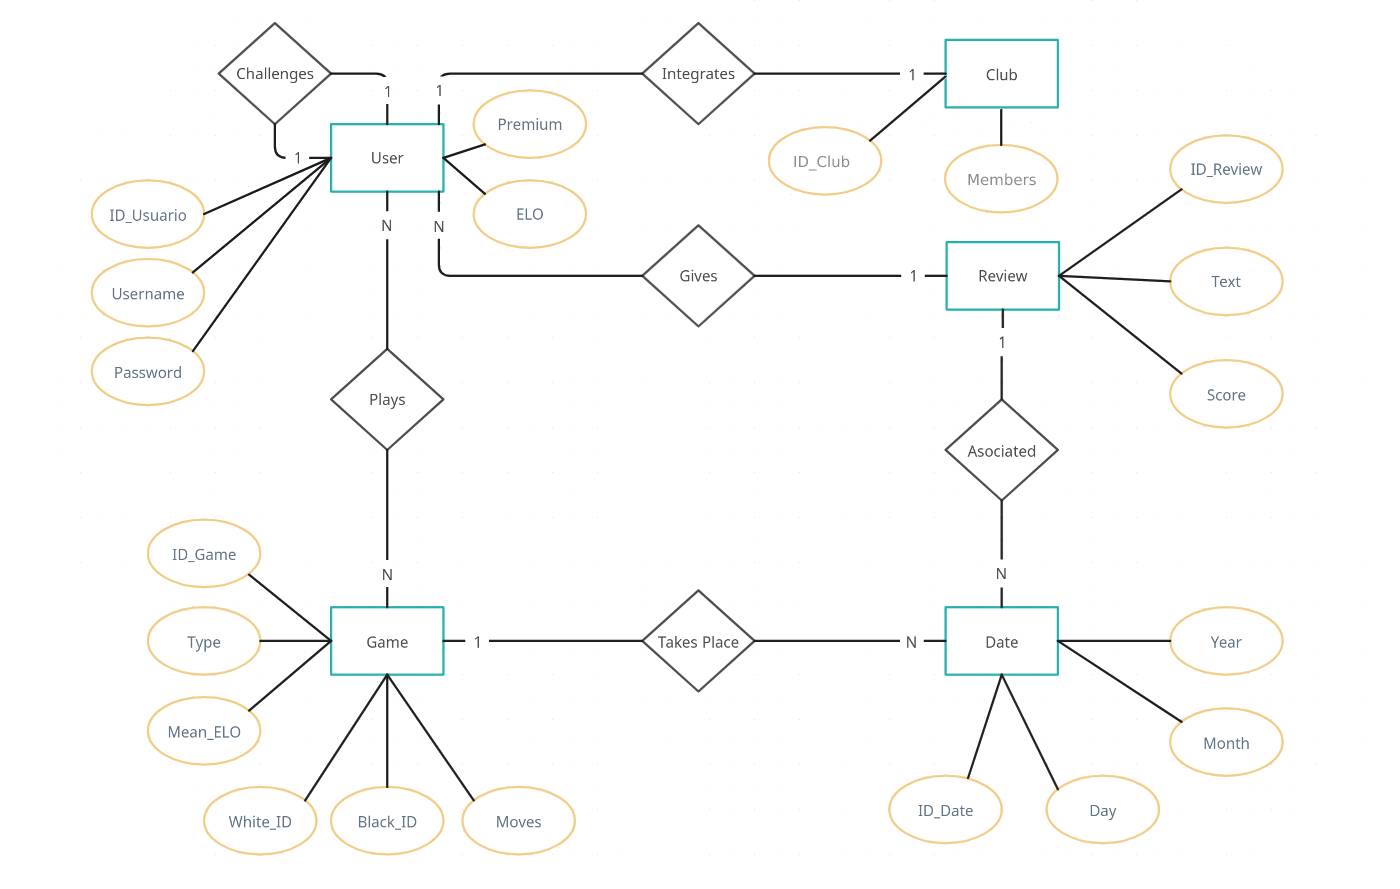 Challenges
1
1
Integrates
1
Club
Premium
1
User
ID_Club
Members
ID_Review
ID_Usuario
ELO
N
N
Gives
1
Review
Text
Username
1
Password
Plays
Score
Asociated
ID_Game
N
N
Type
Game
1
Takes Place
N
Date
Year
Mean_ELO
Month
White_ID
Black_ID
Moves
ID_Date
Day